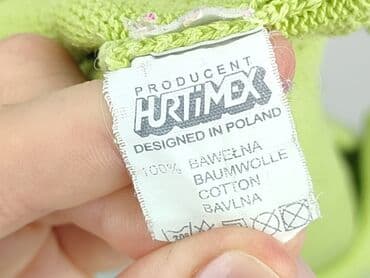 PRODUCENT
HURTiMEX
DESIGNED IN POLAND
100% BAWEŁNA
BAUMWOLLE
COTTON
BAVLNA